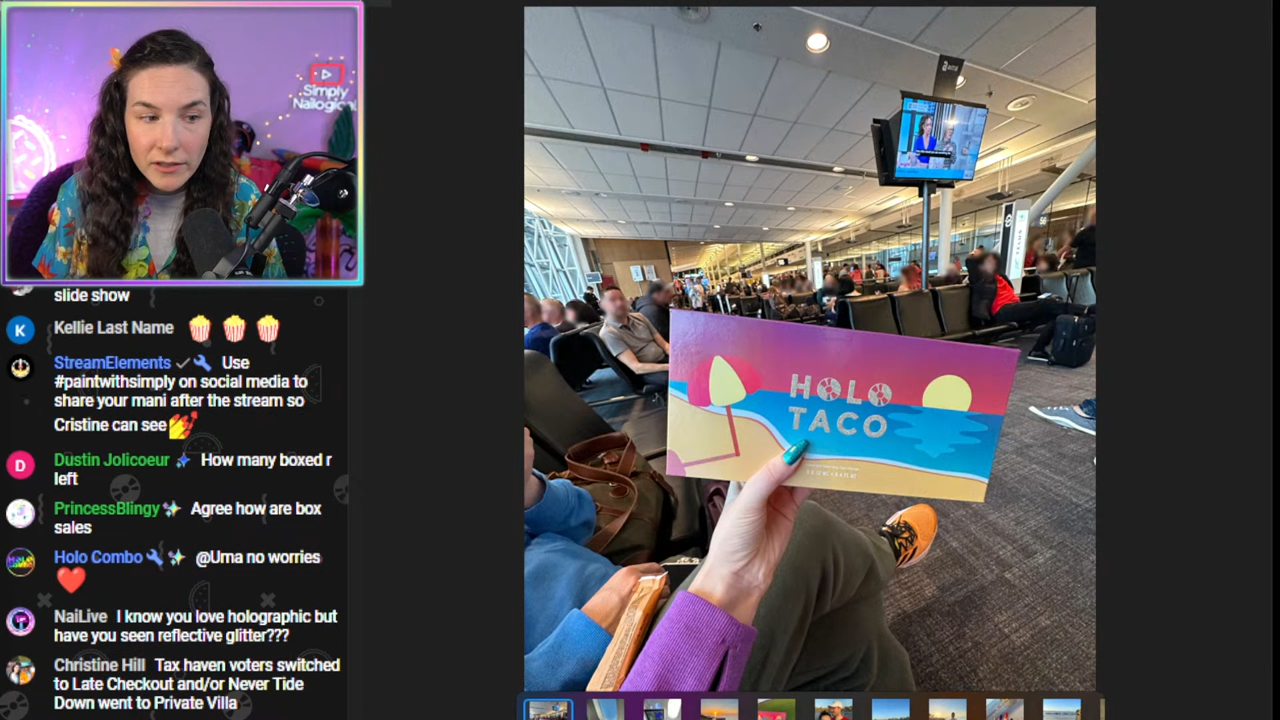 Simply
Nailogical
slide show
K
Kellie Last Name
StreamElements Use
#paintwithsimply on social media to
share your mani after the stream so
Cristine can see
D
Dustin Jolicoeur How many boxed r
left
PrincessBlingy Agree how are box
sales
Holo Combo @Uma no worries
NaiLive I know you love holographic but
have you seen reflective glitter???
Christine Hill Tax haven voters switched
to Late Checkout and/or Never Tide
Down went to Private Villa
HOLO
TACO